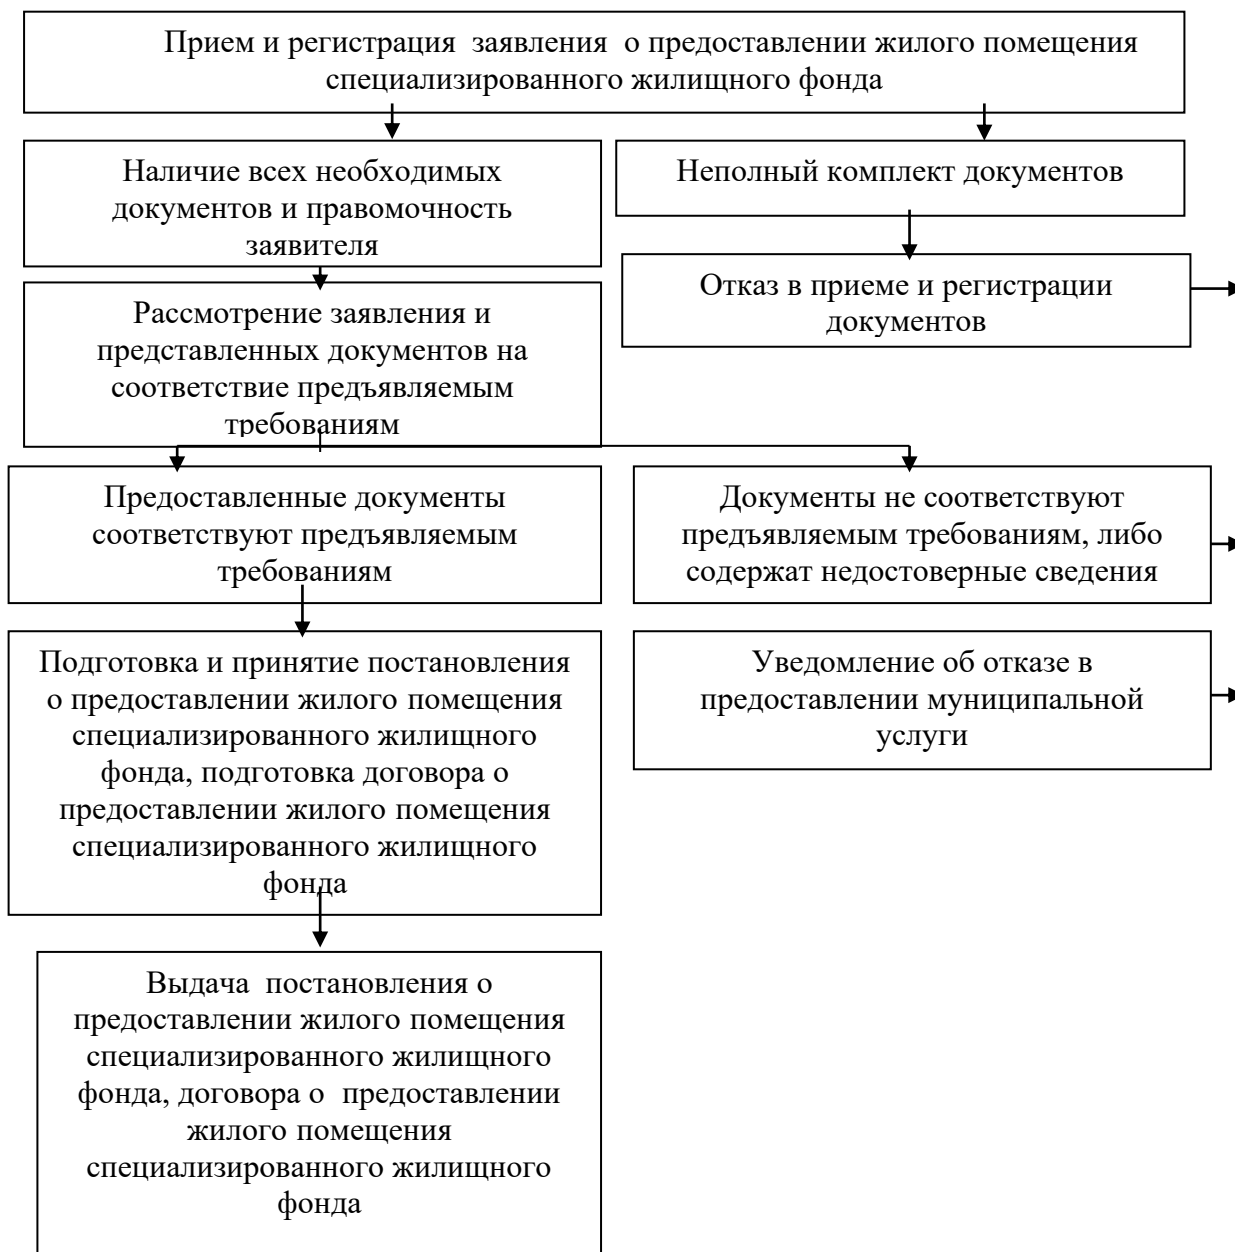 Прием и регистрация заявления о предоставлении жилого помещения
специализированного жилищного фонда
Наличие всех необходимых
документов и правомочность
заявителя
Неполный комплект документов
Отказ в приеме и регистрации
документов
Рассмотрение заявления и
представленных документов на
соответствие предъявляемым
требованиям
Предоставленные документы
соответствуют предъявляемым
требованиям
Документы не соответствуют
предъявляемым требованиям, либо
содержат недостоверные сведения
Подготовка и принятие постановления
о предоставлении жилого помещения
специализированного жилищного
фонда, подготовка договора о
предоставлении жилого помещения
специализированного жилищного
фонда
Уведомление об отказе в
предоставлении муниципальной
услуги
Выдача постановления о
предоставлении жилого помещения
специализированного жилищного
фонда, договора о предоставлении
жилого помещения
специализированного жилищного
фонда